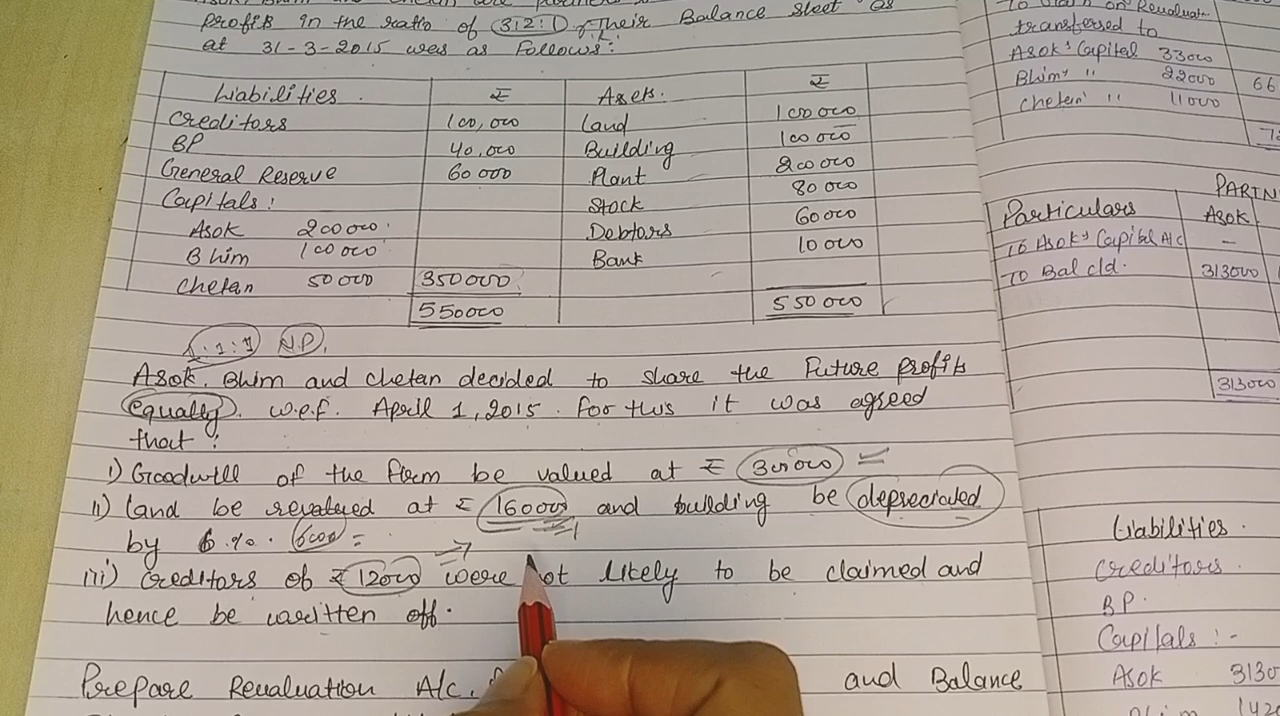 profits in the ratio of 3:2:1 Their Balance Sheet as
at 31-3-2015 was as follows:
Liabilities. ₹ Assets. ₹
Creditors 100,000 Land 100000
BP 40,000 Building 100000
General Reserve 60000 Plant 200000
Capitals: Stock 80000
Asok 200000 Debtors 60000
Bhim 100000 Bank 10000
Chetan 50000 350000
550000 550000
1:1:1 N.P.
Asok, Bhim and Chetan decided to share the Future profits
equally. w.e.f. April 1, 2015. For this it was agreed
that:
i) Goodwill of the firm be valued at ₹ 30000
ii) Land be revalued at ₹ 160000 and building be depreciated
by 6%. 6000 =
iii) Creditors of ₹ 12000 were not likely to be claimed and
hence be written off.
Prepare Revaluation A/c, and Balance
transferred to
Asok's Capital 33000
Bhim's " 22000 66
Chetan's " 11000
PARTN
Particulars Asok
To Asok's Capital A/c -
To Bal c/d. 313000
313000
Liabilities.
Creditors.
BP.
Capitals:-
Asok 3130